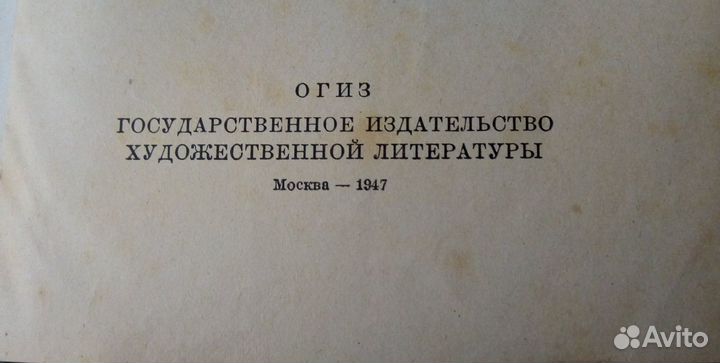 ОГИЗ
ГОСУДАРСТВЕННОЕ ИЗДАТЕЛЬСТВО
ХУДОЖЕСТВЕННОЙ ЛИТЕРАТУРЫ
Москва — 1947
Avito